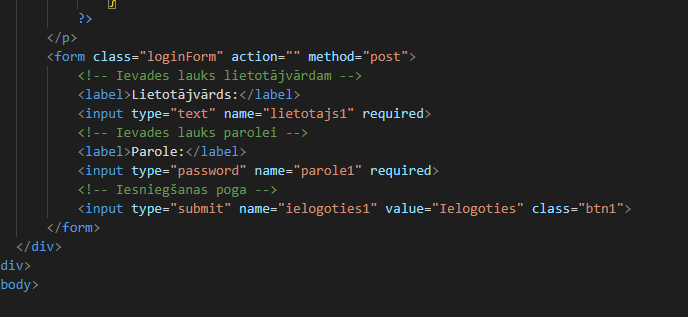 }
?>
</p>
<form class="loginForm" action="" method="post">
<!-- Ievades lauks lietotājvārdam -->
<label>Lietotājvārds:</label>
<input type="text" name="lietotajs1" required>
<!-- Ievades lauks parolei -->
<label>Parole:</label>
<input type="password" name="parole1" required>
<!-- Iesniegšanas poga -->
<input type="submit" name="ielogoties1" value="Ielogoties" class="btn1">
</form>
</div>
div>
body>